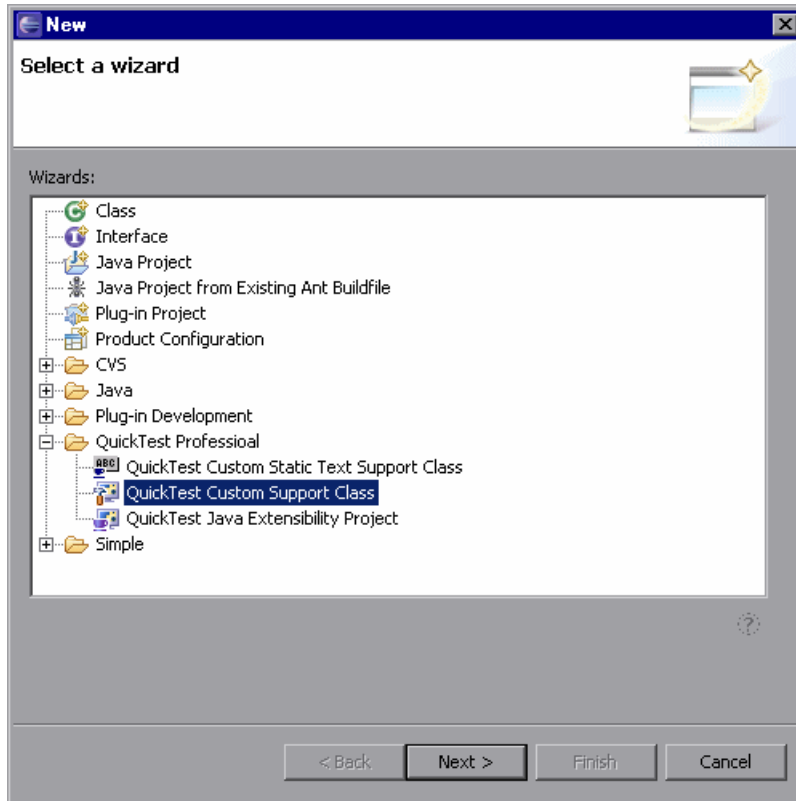 New
Select a wizard
Wizards:
Class
Interface
Java Project
Java Project from Existing Ant Buildfile
Plug-in Project
Product Configuration
CVS
Java
Plug-in Development
QuickTest Professioal
ABC
QuickTest Custom Static Text Support Class
QuickTest Custom Support Class
QuickTest Java Extensibility Project
Simple
?
< Back
Next >
Finish
Cancel